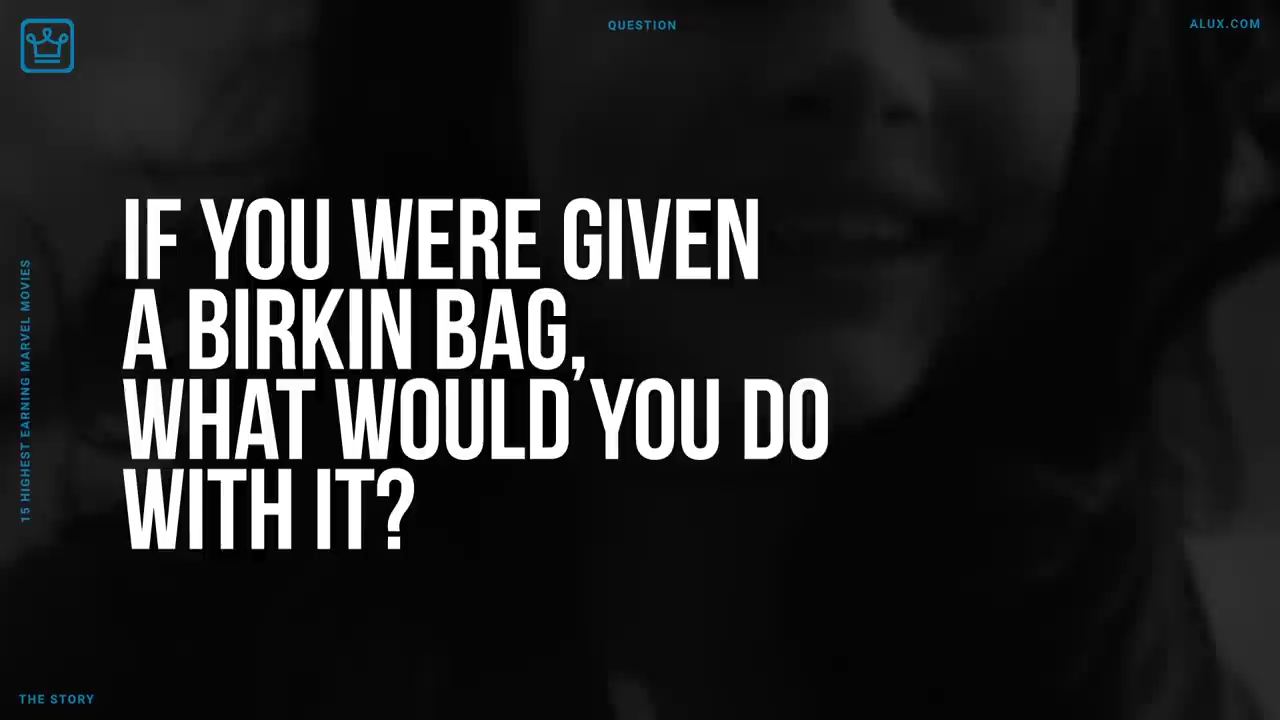 QUESTION
ALUX.COM
IF YOU WERE GIVEN
A BIRKIN BAG,
WHAT WOULD YOU DO
WITH IT?
15 HIGHEST EARNING MARVEL MOVIES
THE STORY